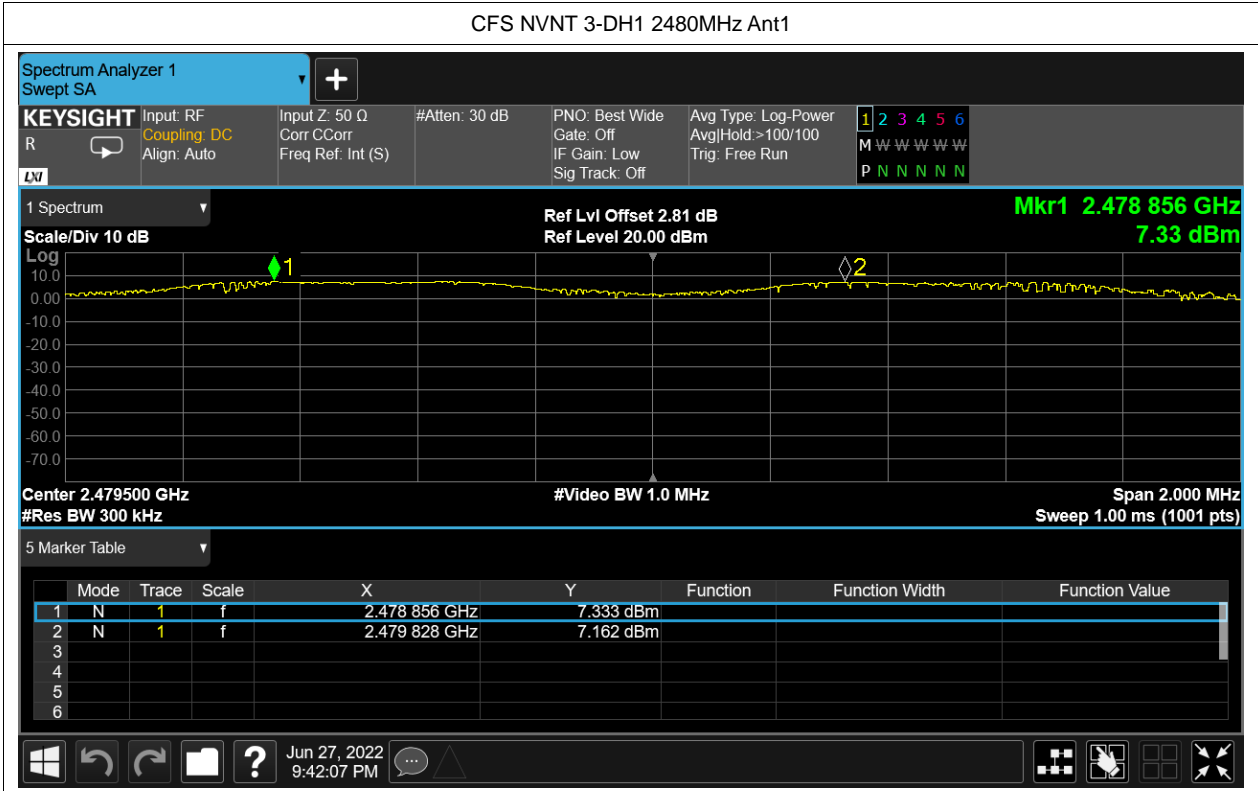 CFS NVNT 3-DH1 2480MHz Ant1
Spectrum Analyzer 1
Swept SA
KEYSIGHT
R
LXI
Input: RF
Coupling: DC
Align: Auto
Input Z: 50 Ω
Corr CCorr
Freq Ref: Int (S)
#Atten: 30 dB
PNO: Best Wide
Gate: Off
IF Gain: Low
Sig Track: Off
Avg Type: Log-Power
Avg|Hold:>100/100
Trig: Free Run
1 2 3 4 5 6
M W W W W W
P N N N N N
1 Spectrum
Scale/Div 10 dB
Ref Lvl Offset 2.81 dB
Ref Level 20.00 dBm
Mkr1 2.478 856 GHz
7.33 dBm
Log
10.0
0.00
-10.0
-20.0
-30.0
-40.0
-50.0
-60.0
-70.0
1
2
Center 2.479500 GHz
#Res BW 300 kHz
#Video BW 1.0 MHz
Span 2.000 MHz
Sweep 1.00 ms (1001 pts)
5 Marker Table
Mode Trace Scale X Y Function Function Width Function Value
1 N 1 f 2.478 856 GHz 7.333 dBm
2 N 1 f 2.479 828 GHz 7.162 dBm
3
4
5
6
?
Jun 27, 2022
9:42:07 PM